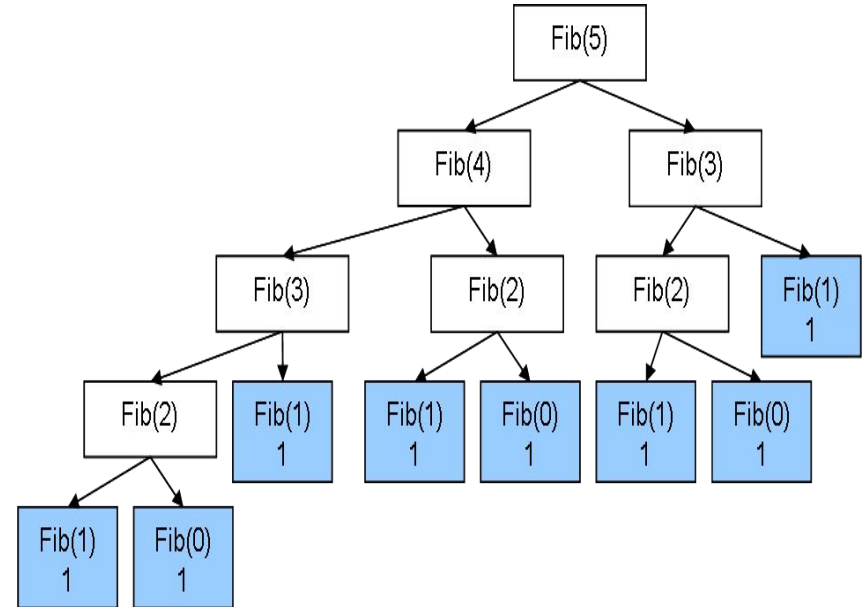 Fib(5)
Fib(4)
Fib(3)
Fib(3)
Fib(2)
Fib(2)
Fib(1)
1
Fib(2)
Fib(1)
1
Fib(1)
1
Fib(0)
1
Fib(1)
1
Fib(0)
1
Fib(1)
1
Fib(0)
1